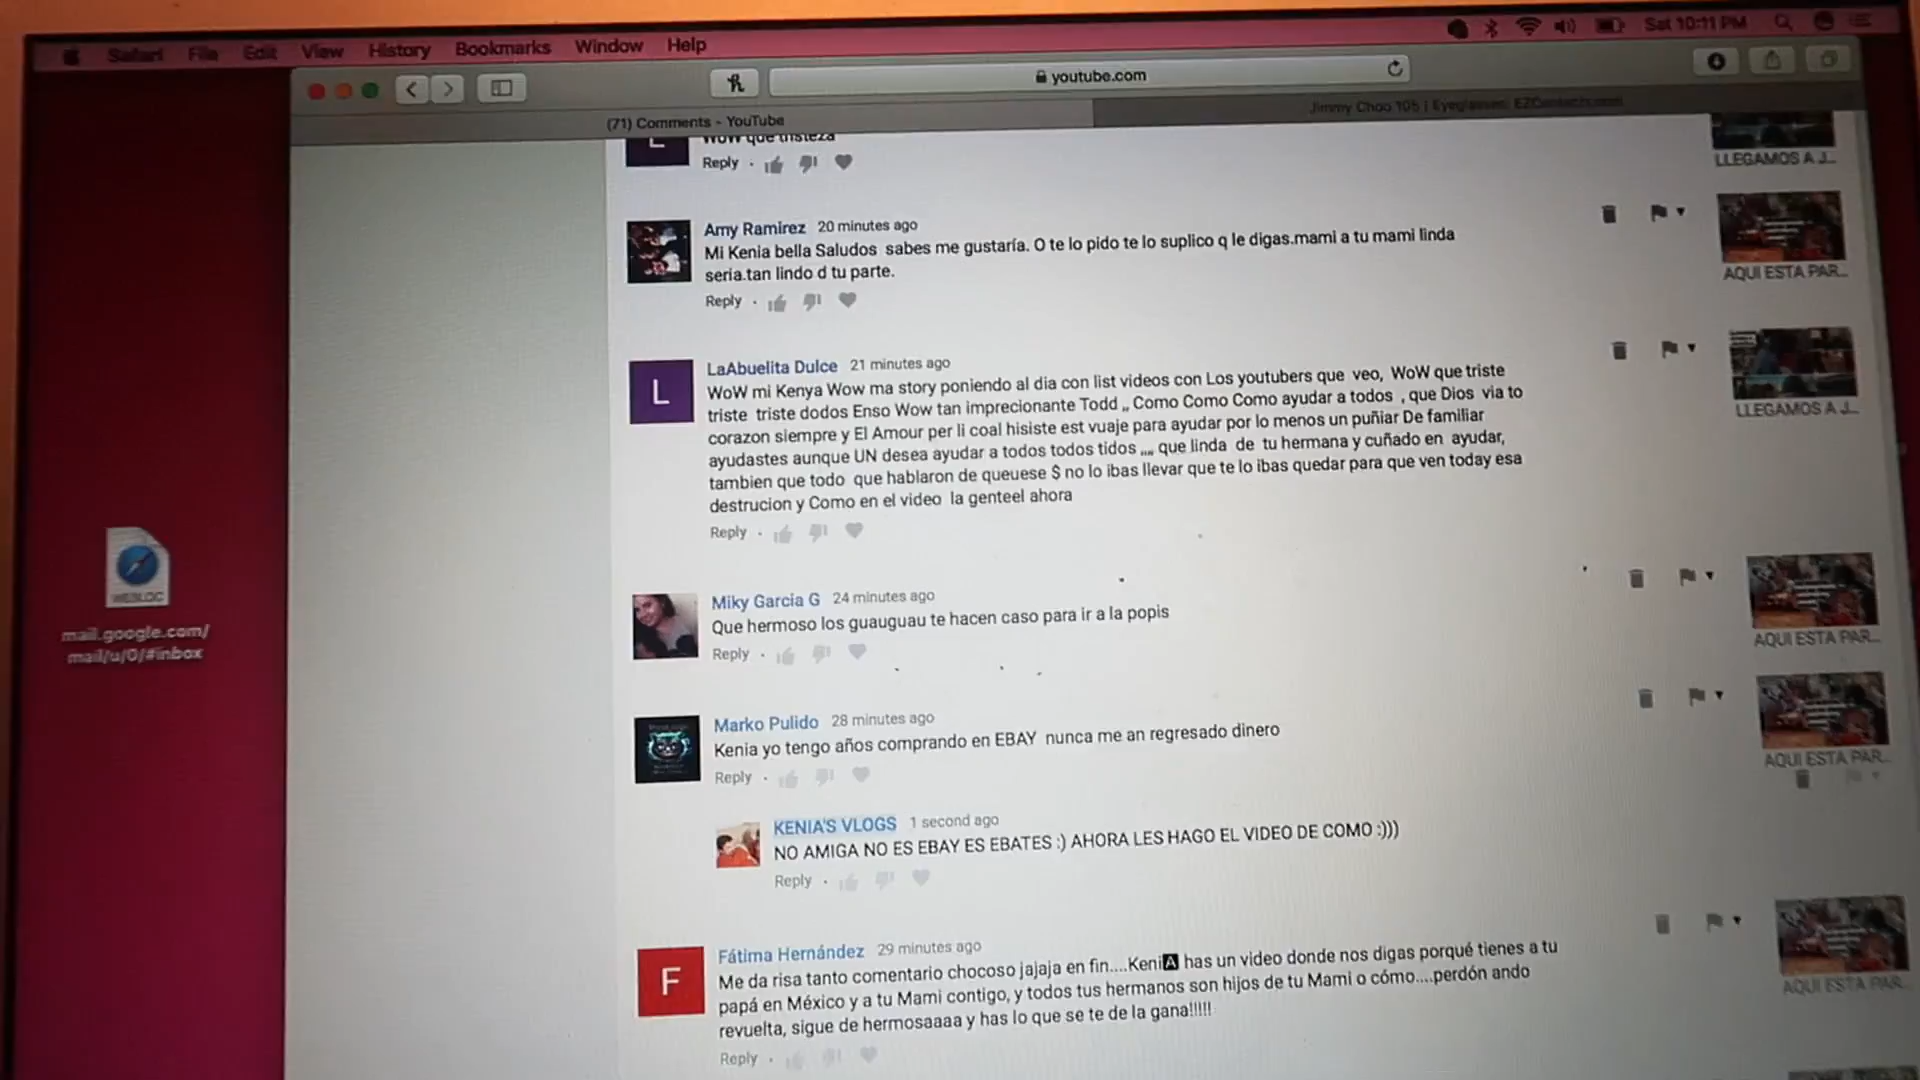 Safari File Edit View History Bookmarks Window Help
Sat 10:11 PM
youtube.com
(71) Comments - YouTube
Jimmy Choo 105 | Eyeglasses
WoW que tristeza
Reply
LLEGAMOS A J...
Amy Ramirez 20 minutes ago
Mi Kenia bella Saludos sabes me gustaría. O te lo pido te lo suplico q le digas.mami a tu mami linda
seria.tan lindo d tu parte.
Reply
AQUI ESTA PAR...
L
LaAbuelita Dulce 21 minutes ago
WoW mi Kenya Wow ma story poniendo al dia con list videos con Los youtubers que veo, WoW que triste
triste triste dodos Enso Wow tan imprecionante Todd ,, Como Como Como ayudar a todos , que Dios via to
corazon siempre y El Amour per li coal hisiste est vuaje para ayudar por lo menos un puñiar De familiar
ayudastes aunque UN desea ayudar a todos todos tidos ,,,, que linda de tu hermana y cuñado en ayudar,
tambien que todo que hablaron de queuese $ no lo ibas llevar que te lo ibas quedar para que ven today esa
destrucion y Como en el video la genteel ahora
Reply
LLEGAMOS A J...
WEBLOC
mail.google.com/
mail/u/0/#inbox
Miky Garcia G 24 minutes ago
Que hermoso los guauguau te hacen caso para ir a la popis
Reply
AQUI ESTA PAR...
Marko Pulido 28 minutes ago
Kenia yo tengo años comprando en EBAY nunca me an regresado dinero
Reply
AQUI ESTA PAR...
KENIA'S VLOGS 1 second ago
NO AMIGA NO ES EBAY ES EBATES :) AHORA LES HAGO EL VIDEO DE COMO :)))
Reply
F
Fátima Hernández 29 minutes ago
Me da risa tanto comentario chocoso jajaja en fin....Keni🅰 has un video donde nos digas porqué tienes a tu
papá en México y a tu Mami contigo, y todos tus hermanos son hijos de tu Mami o cómo....perdón ando
revuelta, sigue de hermosaaaa y has lo que se te de la gana!!!!!
Reply
AQUI ESTA PAR...